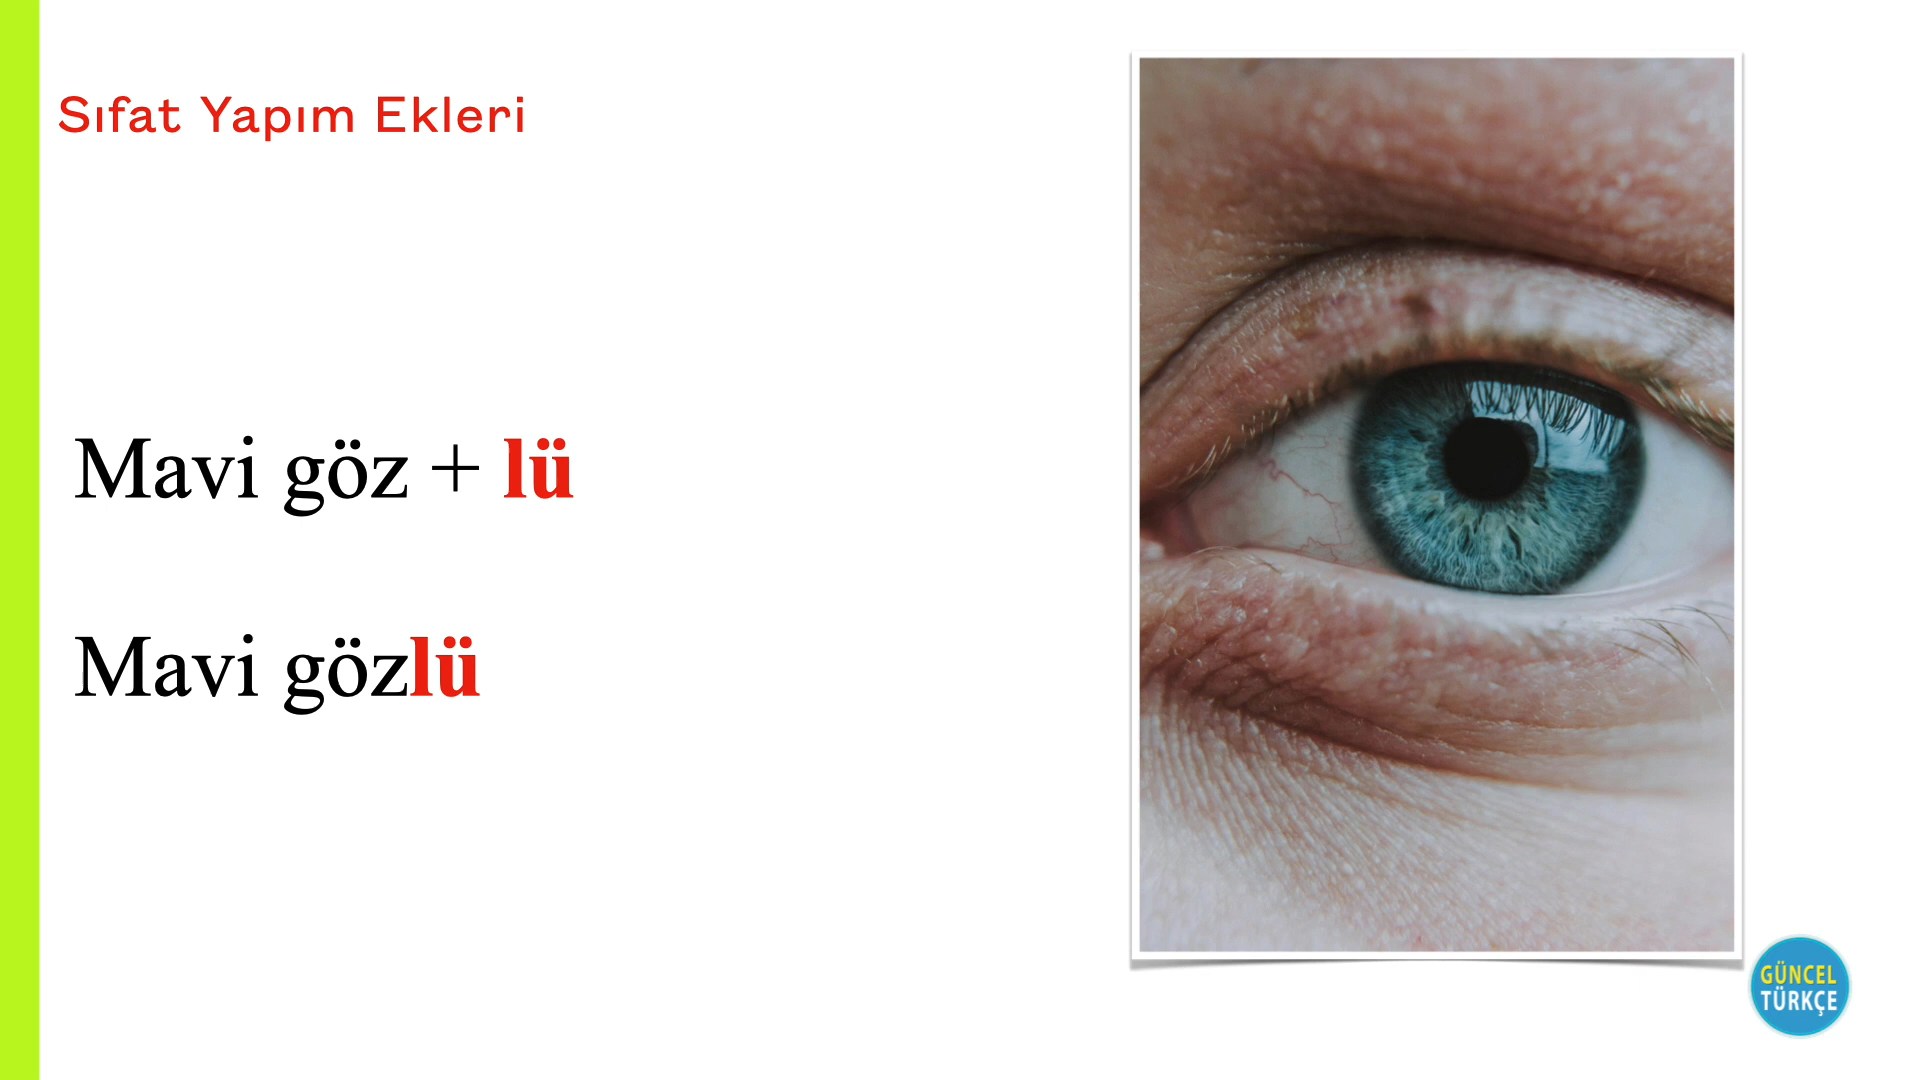 Sıfat Yapım Ekleri
Mavi göz + lü
Mavi gözlü
GÜNCEL
TÜRKÇE